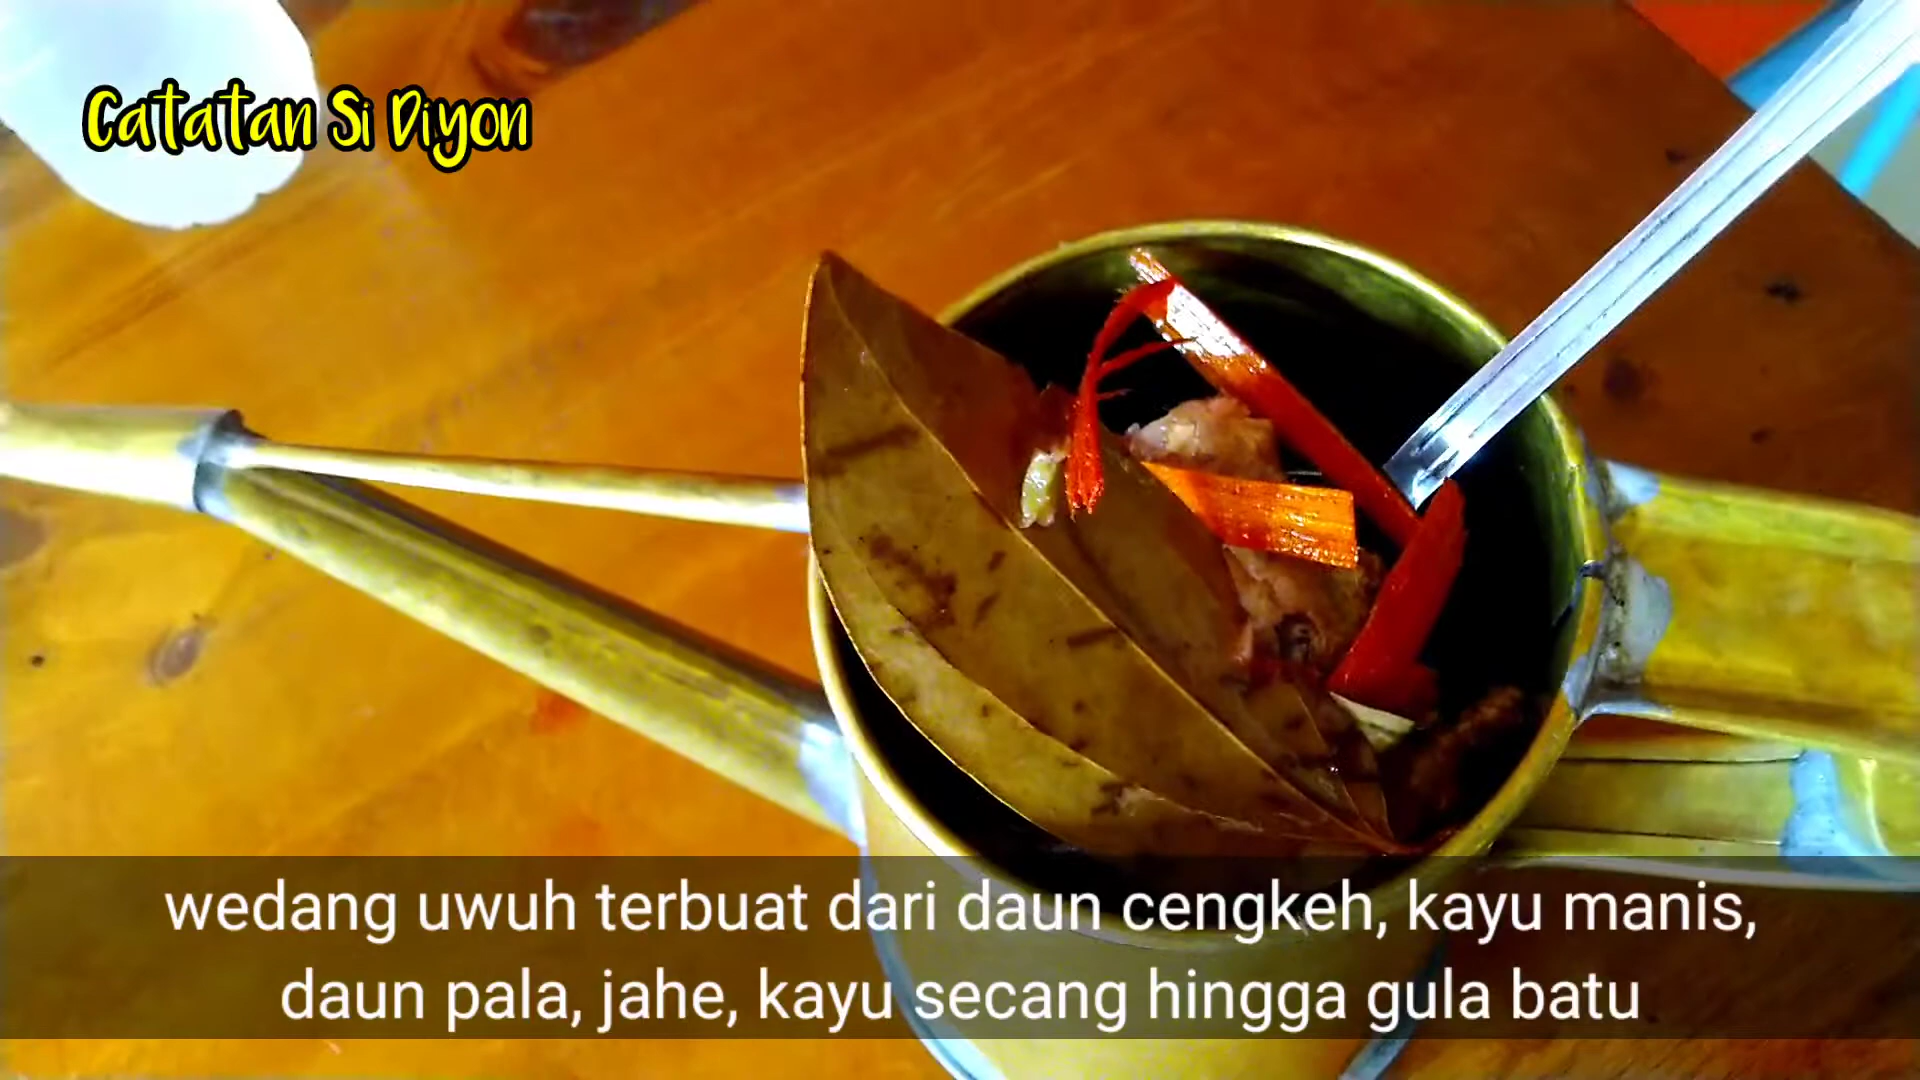 Catatan Si Diyon
wedang uwuh terbuat dari daun cengkeh, kayu manis,
daun pala, jahe, kayu secang hingga gula batu